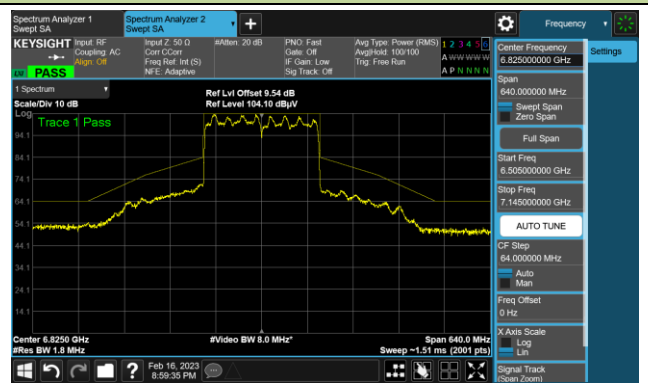 Spectrum Analyzer 1
Swept SA
Spectrum Analyzer 2
Swept SA
Frequency
KEYSIGHT
Input: RF
Coupling: AC
Align: Off
Input Z: 50 Ω
Corr CCorr
Freq Ref: Int (S)
NFE: Adaptive
#Atten: 20 dB
PNO: Fast
Gate: Off
IF Gain: Low
Sig Track: Off
Avg Type: Power (RMS)
Avg|Hold: 100/100
Trig: Free Run
1 2 3 4 5 6
A W W W W W
A P N N N N
LXI PASS
1 Spectrum
Scale/Div 10 dB
Ref Lvl Offset 9.54 dB
Ref Level 104.10 dBµV
Log
Trace 1 Pass
94.1
84.1
74.1
64.1
54.1
44.1
34.1
24.1
14.1
Center 6.8250 GHz
#Res BW 1.8 MHz
#Video BW 8.0 MHz*
Span 640.0 MHz
Sweep ~1.51 ms (2001 pts)
Center Frequency
6.825000000 GHz
Settings
Span
640.000000 MHz
Swept Span
Zero Span
Full Span
Start Freq
6.505000000 GHz
Stop Freq
7.145000000 GHz
AUTO TUNE
CF Step
64.000000 MHz
Auto
Man
Freq Offset
0 Hz
X Axis Scale
Log
Lin
Signal Track
(Span Zoom)
Feb 16, 2023
8:59:35 PM